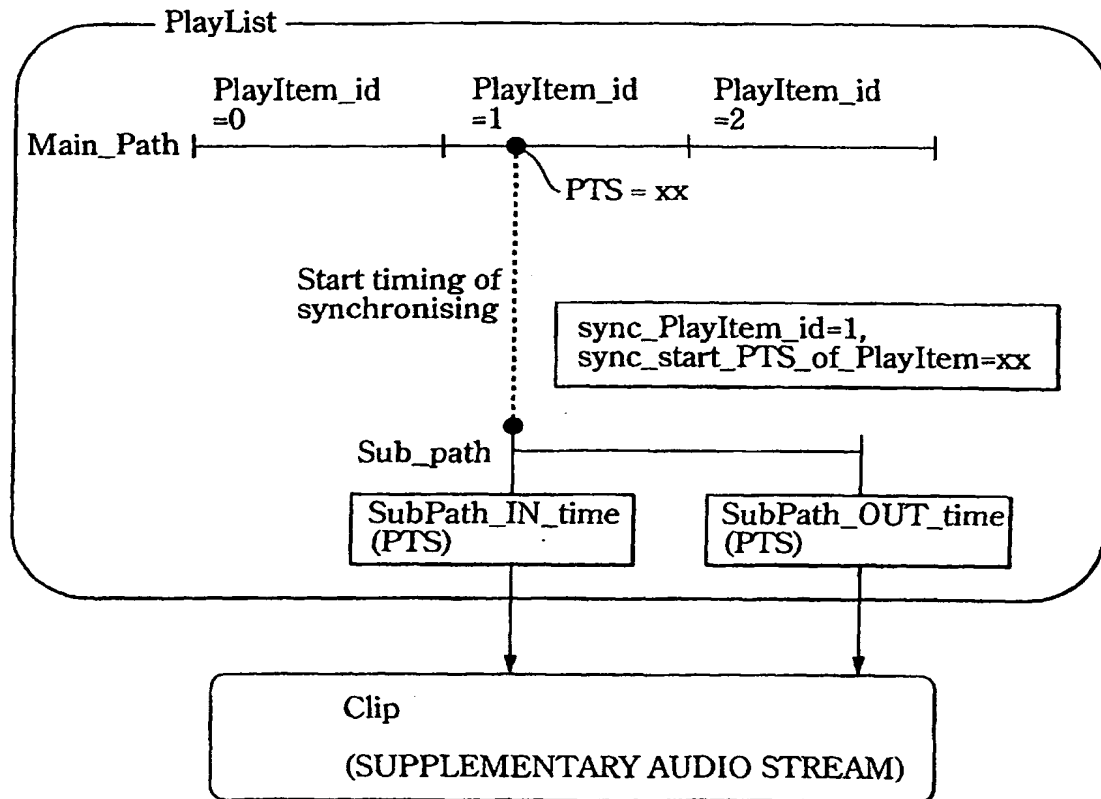 PlayList
PlayItem_id
=0
PlayItem_id
=1
PlayItem_id
=2
Main_Path
PTS = xx
Start timing of
synchronising
sync_PlayItem_id=1,
sync_start_PTS_of_PlayItem=xx
Sub_path
SubPath_IN_time
(PTS)
SubPath_OUT_time
(PTS)
Clip
(SUPPLEMENTARY AUDIO STREAM)